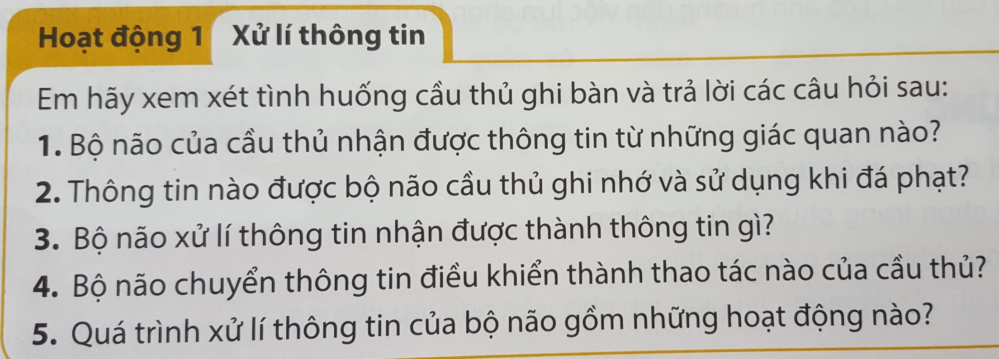 Hoạt động 1 Xử lí thông tin
Em hãy xem xét tình huống cầu thủ ghi bàn và trả lời các câu hỏi sau:
1. Bộ não của cầu thủ nhận được thông tin từ những giác quan nào?
2. Thông tin nào được bộ não cầu thủ ghi nhớ và sử dụng khi đá phạt?
3. Bộ não xử lí thông tin nhận được thành thông tin gì?
4. Bộ não chuyển thông tin điều khiển thành thao tác nào của cầu thủ?
5. Quá trình xử lí thông tin của bộ não gồm những hoạt động nào?